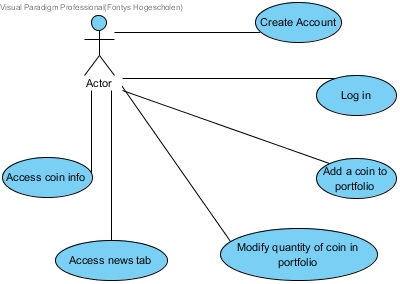 Visual Paradigm Professional(Fontys Hogescholen)
Create Account
Actor
Log in
Add a coin to
portfolio
Access coin info
Modify quantity of coin in
portfolio
Access news tab